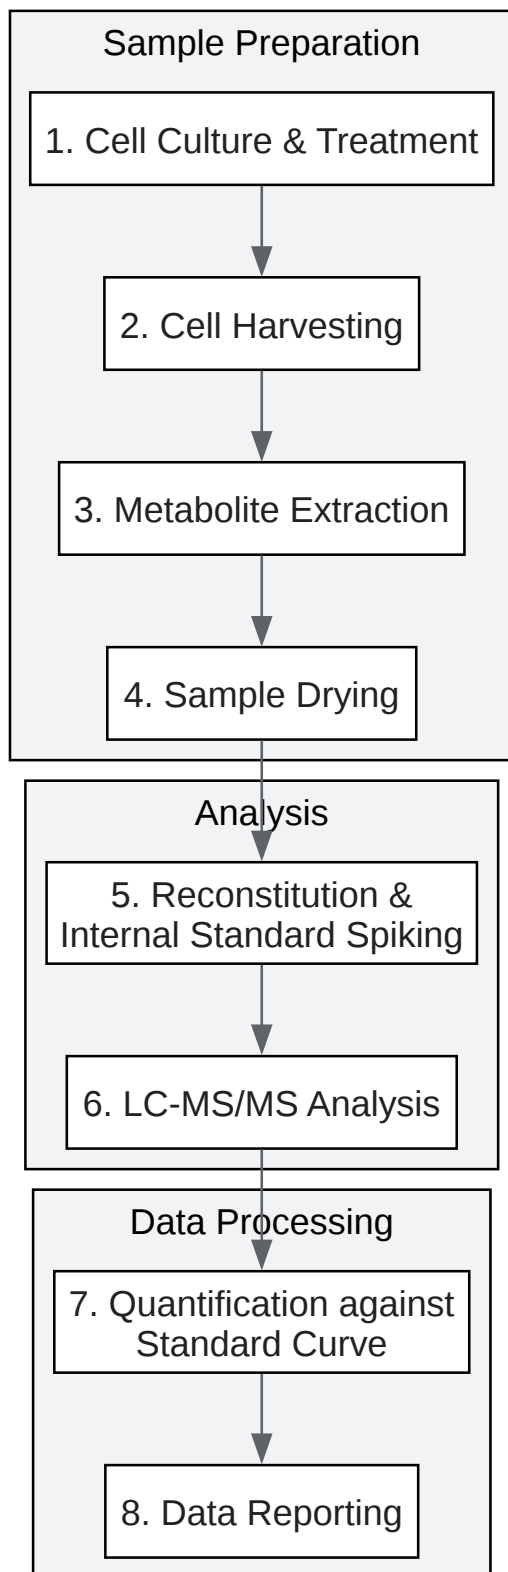 Sample Preparation
1. Cell Culture & Treatment
2. Cell Harvesting
3. Metabolite Extraction
4. Sample Drying
Analysis
5. Reconstitution &
Internal Standard Spiking
6. LC-MS/MS Analysis
Data Processing
7. Quantification against
Standard Curve
8. Data Reporting